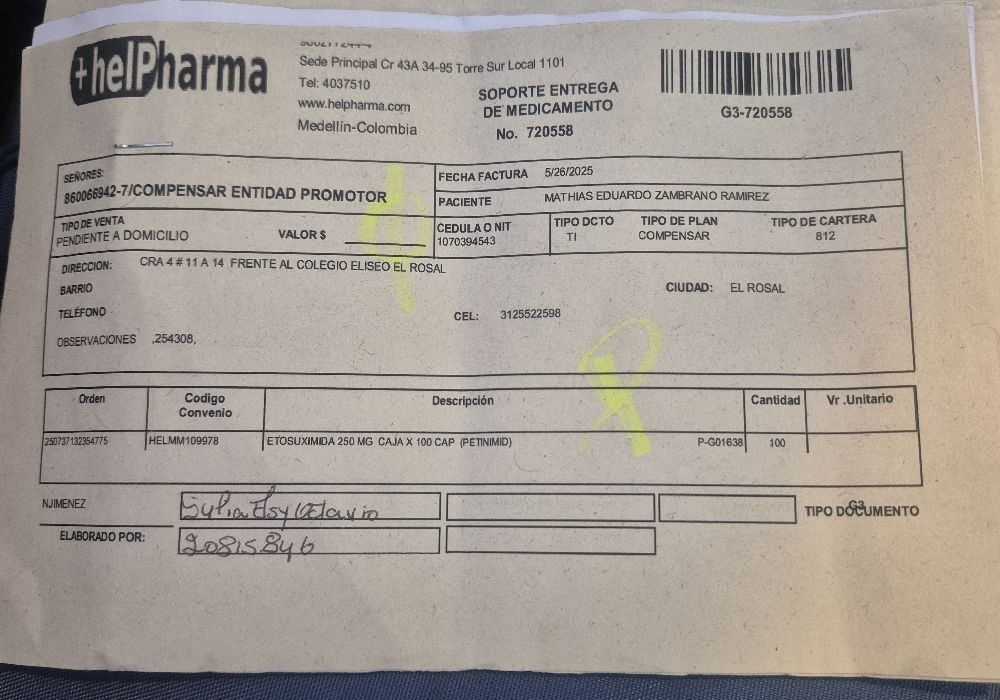 +helPharma
Sede Principal Cr 43A 34-95 Torre Sur Local 1101
Tel: 4037510
www.helpharma.com
Medellín-Colombia
SOPORTE ENTREGA
DE MEDICAMENTO
No. 720558
G3-720558
SEÑORES:
860066942-7/COMPENSAR ENTIDAD PROMOTOR
FECHA FACTURA 5/26/2025
PACIENTE MATHIAS EDUARDO ZAMBRANO RAMIREZ
TIPO DE VENTA
PENDIENTE A DOMICILIO VALOR $
CEDULA O NIT TIPO DCTO TIPO DE PLAN TIPO DE CARTERA
1070394543 TI COMPENSAR 812
DIRECCION: CRA 4 # 11 A 14 FRENTE AL COLEGIO ELISEO EL ROSAL
BARRIO CIUDAD: EL ROSAL
TELÉFONO CEL: 3125522598
OBSERVACIONES ,254308,
Orden Codigo Convenio Descripción Cantidad Vr .Unitario
250737132354775 HELMM109978 ETOSUXIMIDA 250 MG CAJA X 100 CAP (PETINIMID) P-G01638 100
NJIMENEZ
G3
TIPO DOCUMENTO
ELABORADO POR:
20815846